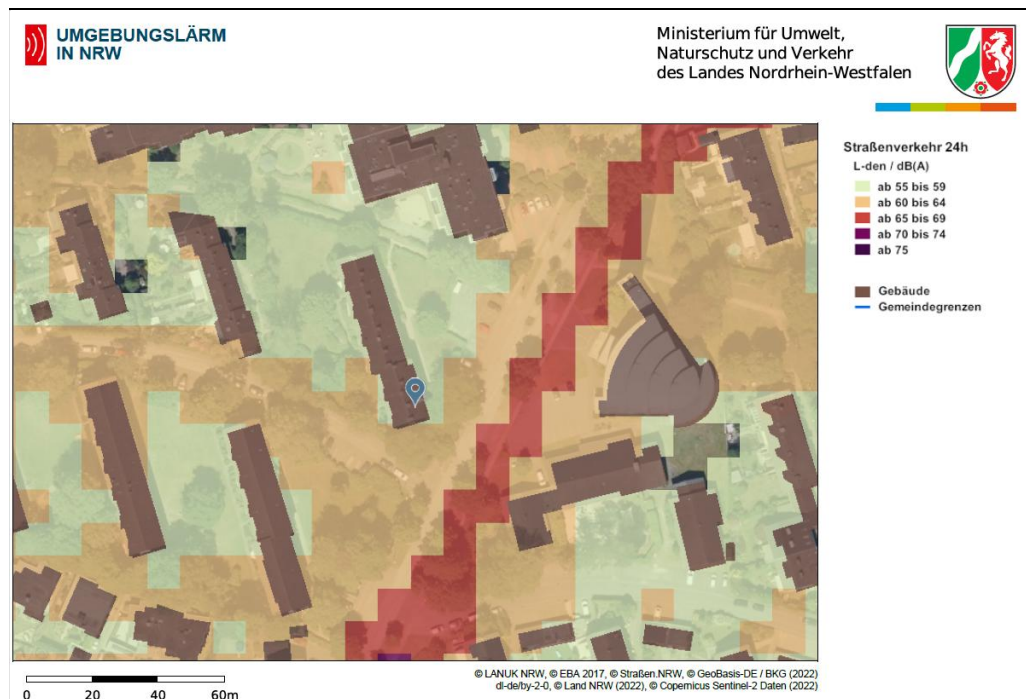 UMGEBUNGSLÄRM
IN NRW
Ministerium für Umwelt,
Naturschutz und Verkehr
des Landes Nordrhein-Westfalen
Straßenverkehr 24h
L-den / dB(A)
ab 55 bis 59
ab 60 bis 64
ab 65 bis 69
ab 70 bis 74
ab 75
Gebäude
Gemeindegrenzen
0 20 40 60m
© LANUK NRW, © EBA 2017, © Straßen.NRW, © GeoBasis-DE / BKG (2022)
dl-de/by-2-0, © Land NRW (2022), © Copernicus Sentinel-2 Daten (2022)